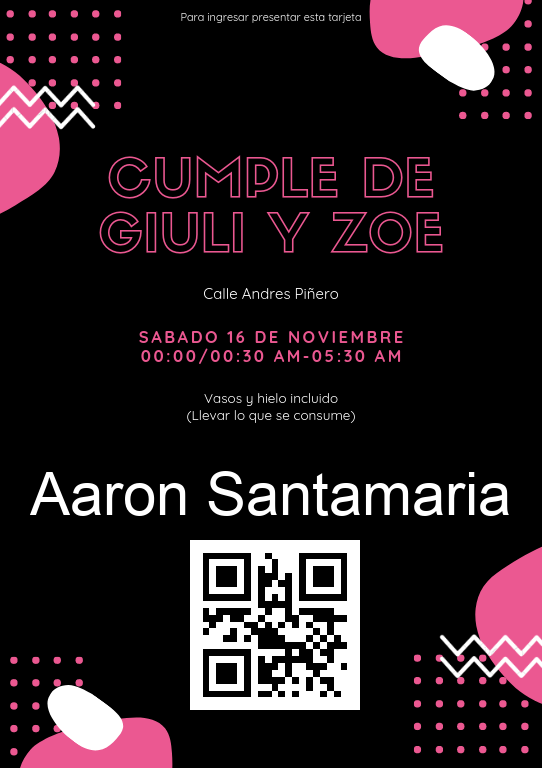 Para ingresar presentar esta tarjeta
CUMPLE DE
GIULI Y ZOE
Calle Andres Piñero
SABADO 16 DE NOVIEMBRE
00:00/00:30 AM-05:30 AM
Vasos y hielo incluido
(Llevar lo que se consume)
Aaron Santamaria